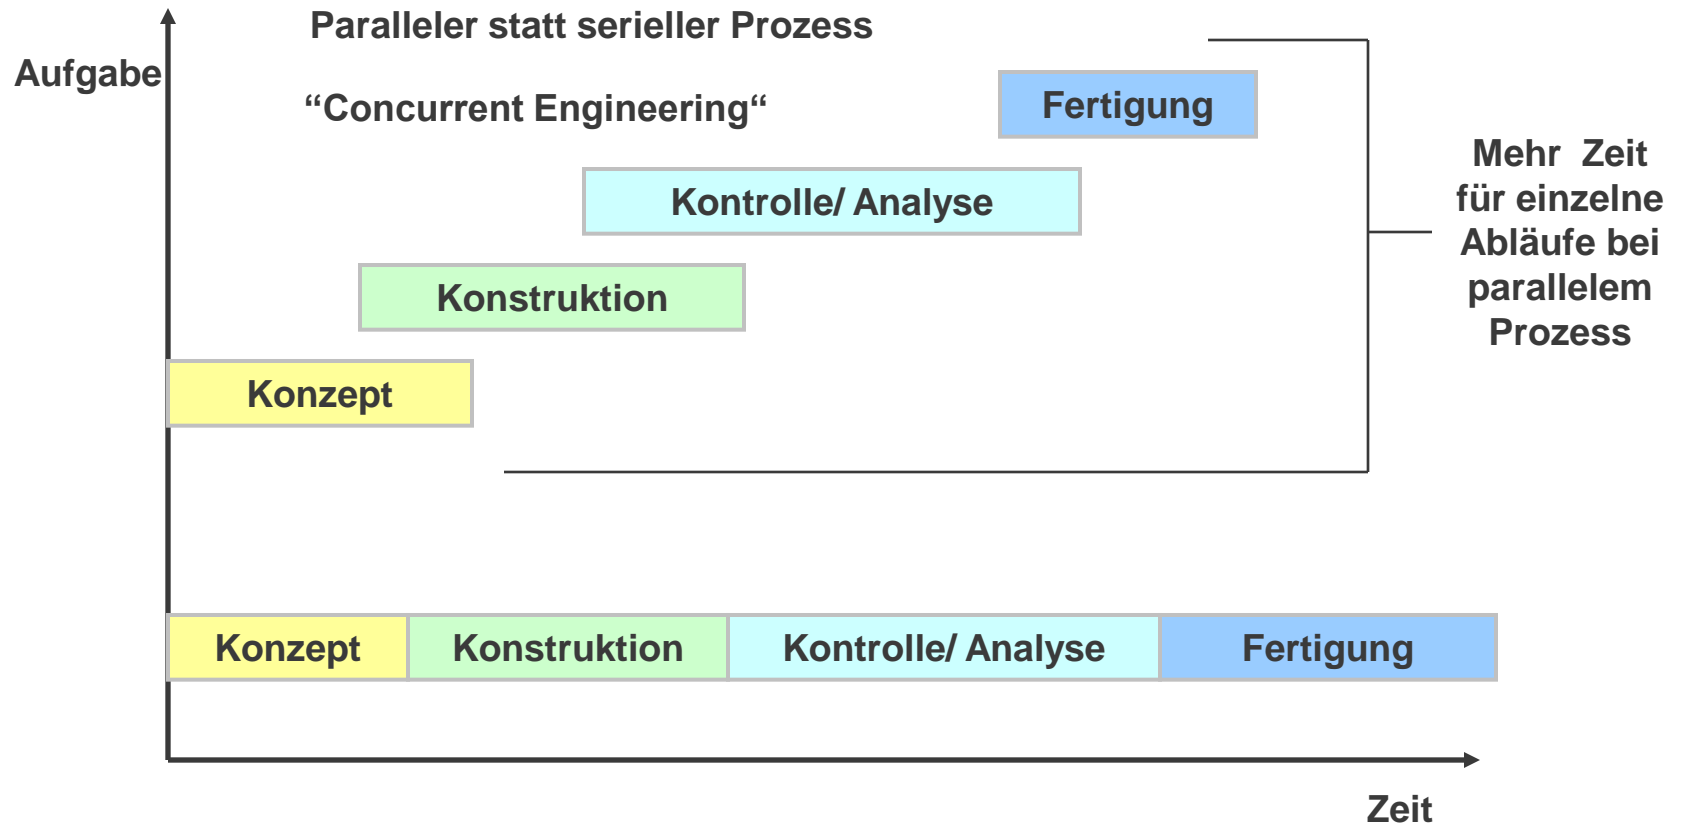 Paralleler statt serieller Prozess
Aufgabe
“Concurrent Engineering“
Fertigung
Kontrolle/ Analyse
Konstruktion
Konzept
Mehr Zeit
für einzelne
Abläufe bei
parallelem
Prozess
Konzept
Konstruktion
Kontrolle/ Analyse
Fertigung
Zeit